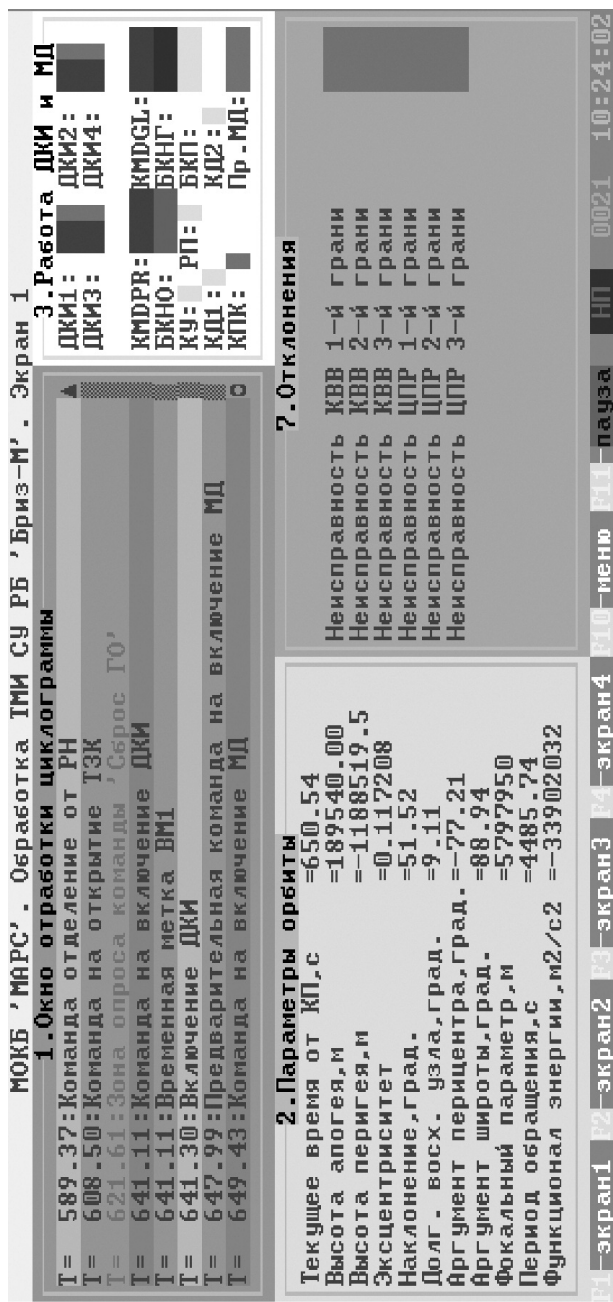 МОКБ 'МАРС'. Обработка ТМИ СУ РБ 'Бриз-М'. Экран 1
1.Окно отработки циклограммы
T= 589.37:Команда отделение от РН
T= 608.50:Команда на открытие ТЗК
T= 621.61:Зона опроса команды 'Сброс ГО'
T= 641.11:Команда на включение ДКИ
T= 641.11:Временная метка ВМ1
T= 641.30:Включение ДКИ
T= 647.99:Предварительная команда на включение МД
T= 649.43:Команда на включение МД
3.Работа ДКИ и МД
ДКИ1: ДКИ2:
ДКИ3: ДКИ4:
KMDPR: KMDGL:
БКНО: БКНГ:
КУ: РП: БКП:
КД1: КД2:
КПК: Пр.МД:
2.Параметры орбиты
Текущее время от КП,с =650.54
Высота апогея,м =189540.00
Высота перигея,м =-1188519.5
Эксцентриситет =0.117208
Наклонение,град. =51.52
Долг. восх. узла,град. =9.11
Аргумент перицентра,град.=-77.21
Аргумент широты,град. =88.94
Фокальный параметр,м =5797950
Период обращения,с =4485.74
Функционал энергии,м2/с2 =-33902032
7.Отклонения
Неисправность КВВ 1-й грани
Неисправность КВВ 2-й грани
Неисправность КВВ 3-й грани
Неисправность ЦПР 1-й грани
Неисправность ЦПР 2-й грани
Неисправность ЦПР 3-й грани
F1-экран1 F2-экран2 F3-экран3 F4-экран4 F10-меню F11-пауза НП 0021 10:24:02